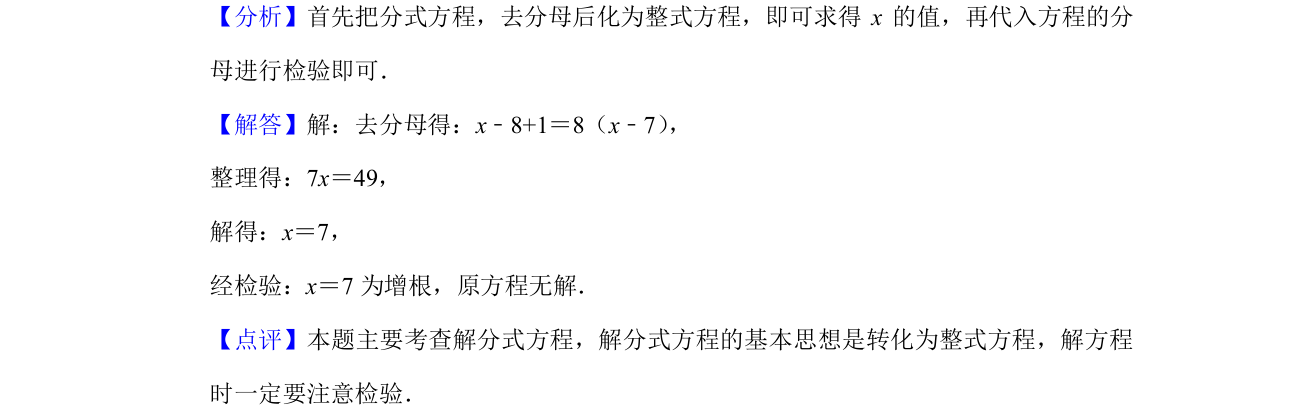 【分析】首先把分式方程，去分母后化为整式方程，即可求得 x 的值，再代入方程的分
母进行检验即可．
【解答】解：去分母得：x﹣8+1＝8（x﹣7），
整理得：7x＝49，
解得：x＝7，
经检验：x＝7 为增根，原方程无解．
【点评】本题主要考查解分式方程，解分式方程的基本思想是转化为整式方程，解方程
时一定要注意检验．